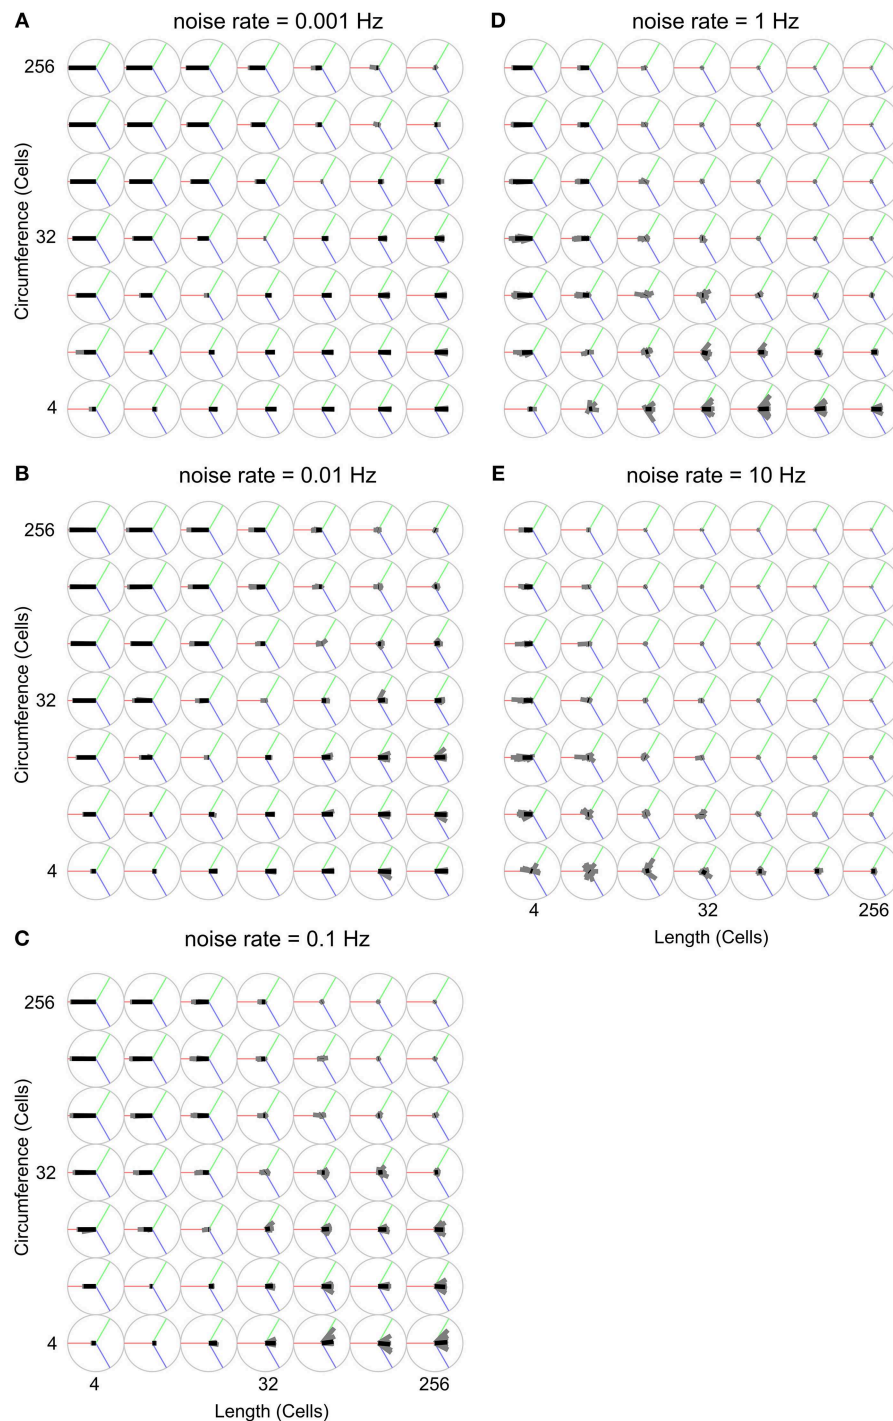 A
noise rate = 0.001 Hz
256
32
4
Circumference (Cells)
B
noise rate = 0.01 Hz
256
32
4
Circumference (Cells)
C
noise rate = 0.1 Hz
256
32
4
Circumference (Cells)
4 32 256
Length (Cells)
D
noise rate = 1 Hz
E
noise rate = 10 Hz
4 32 256
Length (Cells)